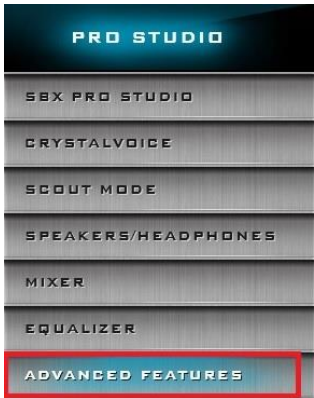 PRO STUDIO
SBX PRO STUDIO
CRYSTALVOICE
SCOUT MODE
SPEAKERS/HEADPHONES
MIXER
EQUALIZER
ADVANCED FEATURES